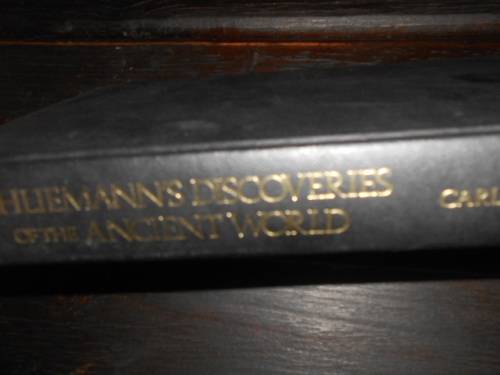 HLIEMANN'S DISCOVERIES
OF THE ANCIENT WORLD
CARL